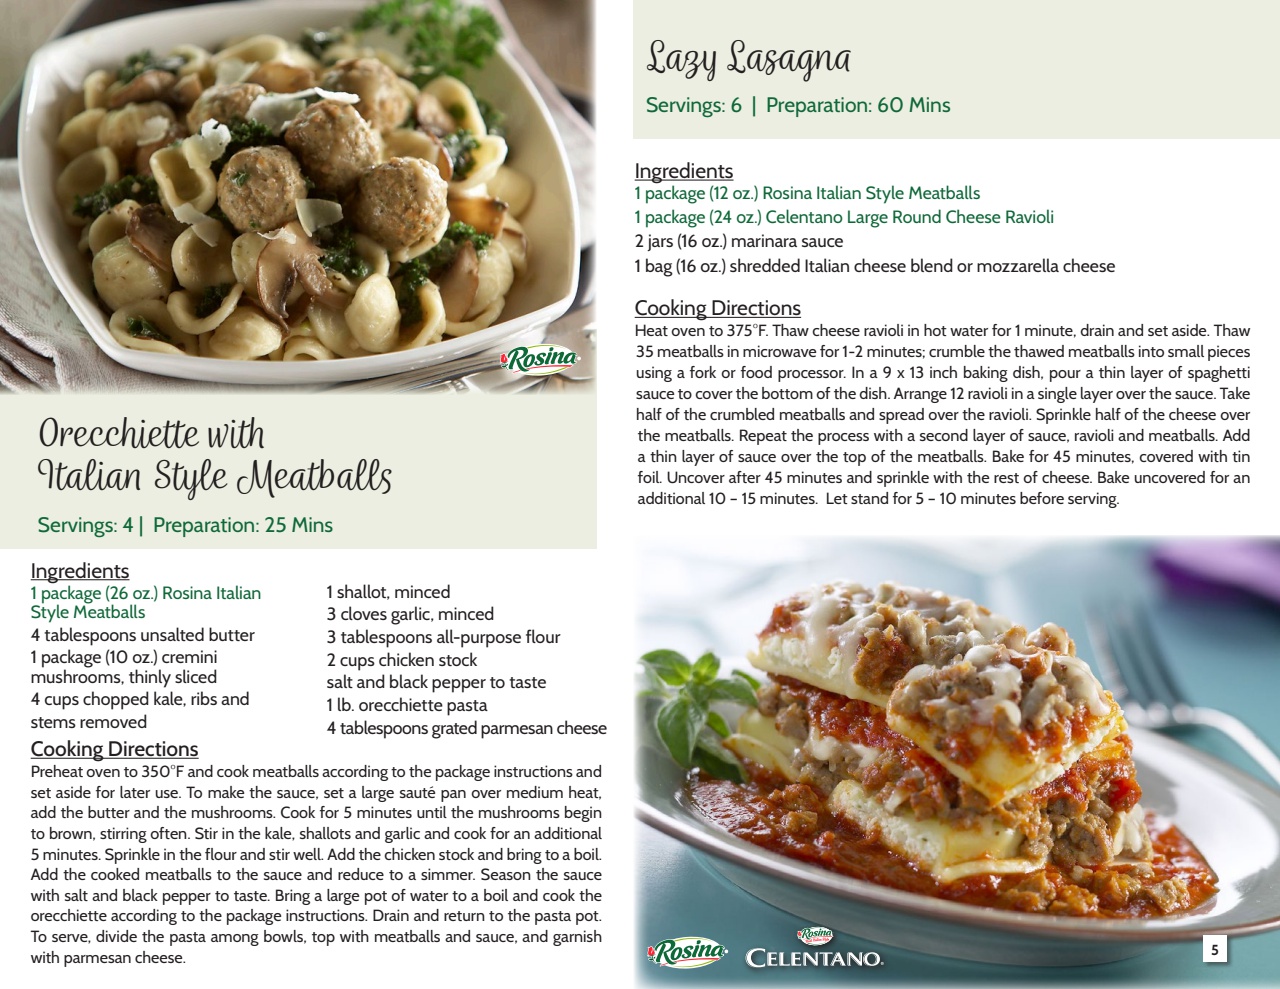 Rosina
Orecchiette with
Italian Style Meatballs
Servings: 4 | Preparation: 25 Mins
Ingredients
1 package (26 oz.) Rosina Italian
Style Meatballs
4 tablespoons unsalted butter
1 package (10 oz.) cremini
mushrooms, thinly sliced
4 cups chopped kale, ribs and
stems removed
1 shallot, minced
3 cloves garlic, minced
3 tablespoons all-purpose flour
2 cups chicken stock
salt and black pepper to taste
1 lb. orecchiette pasta
4 tablespoons grated parmesan cheese
Cooking Directions
Preheat oven to 350°F and cook meatballs according to the package instructions and
set aside for later use. To make the sauce, set a large sauté pan over medium heat,
add the butter and the mushrooms. Cook for 5 minutes until the mushrooms begin
to brown, stirring often. Stir in the kale, shallots and garlic and cook for an additional
5 minutes. Sprinkle in the flour and stir well. Add the chicken stock and bring to a boil.
Add the cooked meatballs to the sauce and reduce to a simmer. Season the sauce
with salt and black pepper to taste. Bring a large pot of water to a boil and cook the
orecchiette according to the package instructions. Drain and return to the pasta pot.
To serve, divide the pasta among bowls, top with meatballs and sauce, and garnish
with parmesan cheese.
Lazy Lasagna
Servings: 6 | Preparation: 60 Mins
Ingredients
1 package (12 oz.) Rosina Italian Style Meatballs
1 package (24 oz.) Celentano Large Round Cheese Ravioli
2 jars (16 oz.) marinara sauce
1 bag (16 oz.) shredded Italian cheese blend or mozzarella cheese
Cooking Directions
Heat oven to 375°F. Thaw cheese ravioli in hot water for 1 minute, drain and set aside. Thaw
35 meatballs in microwave for 1-2 minutes; crumble the thawed meatballs into small pieces
using a fork or food processor. In a 9 x 13 inch baking dish, pour a thin layer of spaghetti
sauce to cover the bottom of the dish. Arrange 12 ravioli in a single layer over the sauce. Take
half of the crumbled meatballs and spread over the ravioli. Sprinkle half of the cheese over
the meatballs. Repeat the process with a second layer of sauce, ravioli and meatballs. Add
a thin layer of sauce over the top of the meatballs. Bake for 45 minutes, covered with tin
foil. Uncover after 45 minutes and sprinkle with the rest of cheese. Bake uncovered for an
additional 10 – 15 minutes. Let stand for 5 – 10 minutes before serving.
Rosina
Rosina
CELENTANO.
5